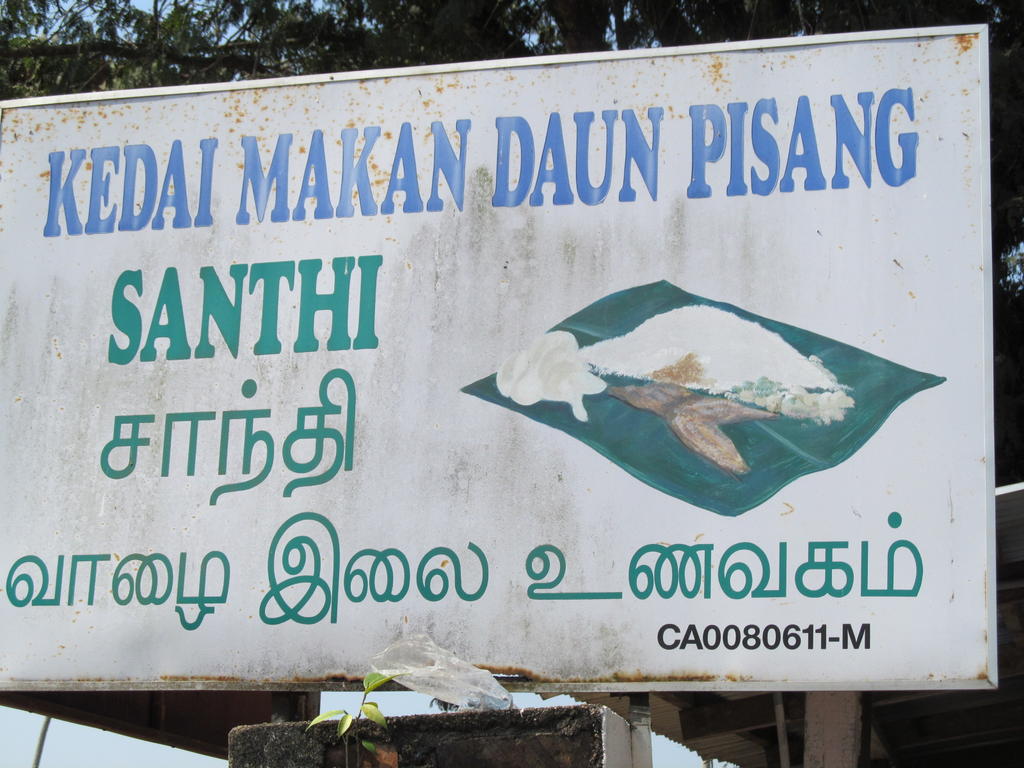 KEDAI MAKAN DAUN PISANG
SANTHI
சாந்தி
வாழை இலை உணவகம்
CA0080611-M